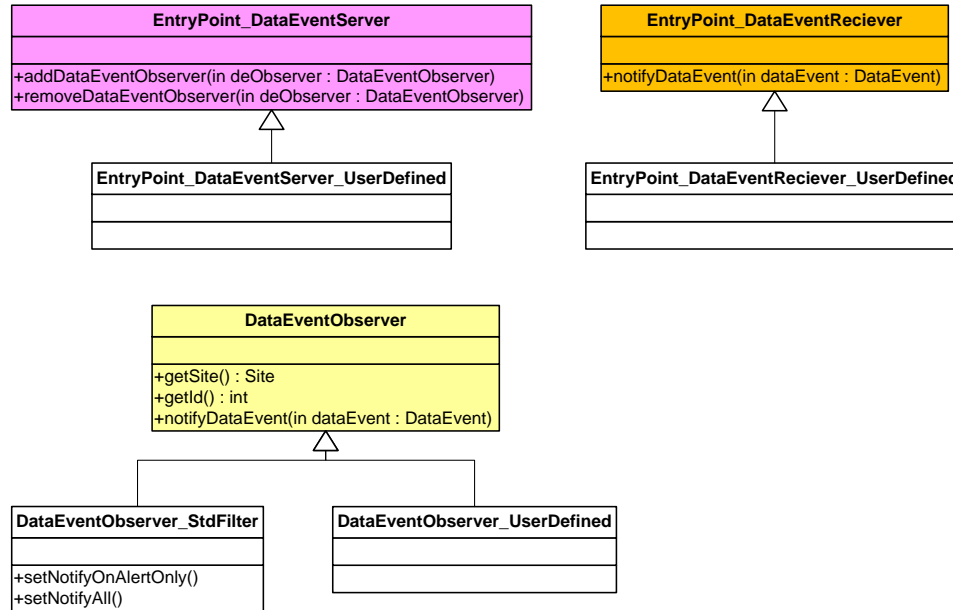 EntryPoint_DataEventServer
+addDataEventObserver(in deObserver : DataEventObserver)
+removeDataEventObserver(in deObserver : DataEventObserver)
EntryPoint_DataEventReciever
+notifyDataEvent(in dataEvent : DataEvent)
EntryPoint_DataEventServer_UserDefined
EntryPoint_DataEventReciever_UserDefined
DataEventObserver
+getSite() : Site
+getId() : int
+notifyDataEvent(in dataEvent : DataEvent)
DataEventObserver_StdFilter
+setNotifyOnAlertOnly()
+setNotifyAll()
DataEventObserver_UserDefined